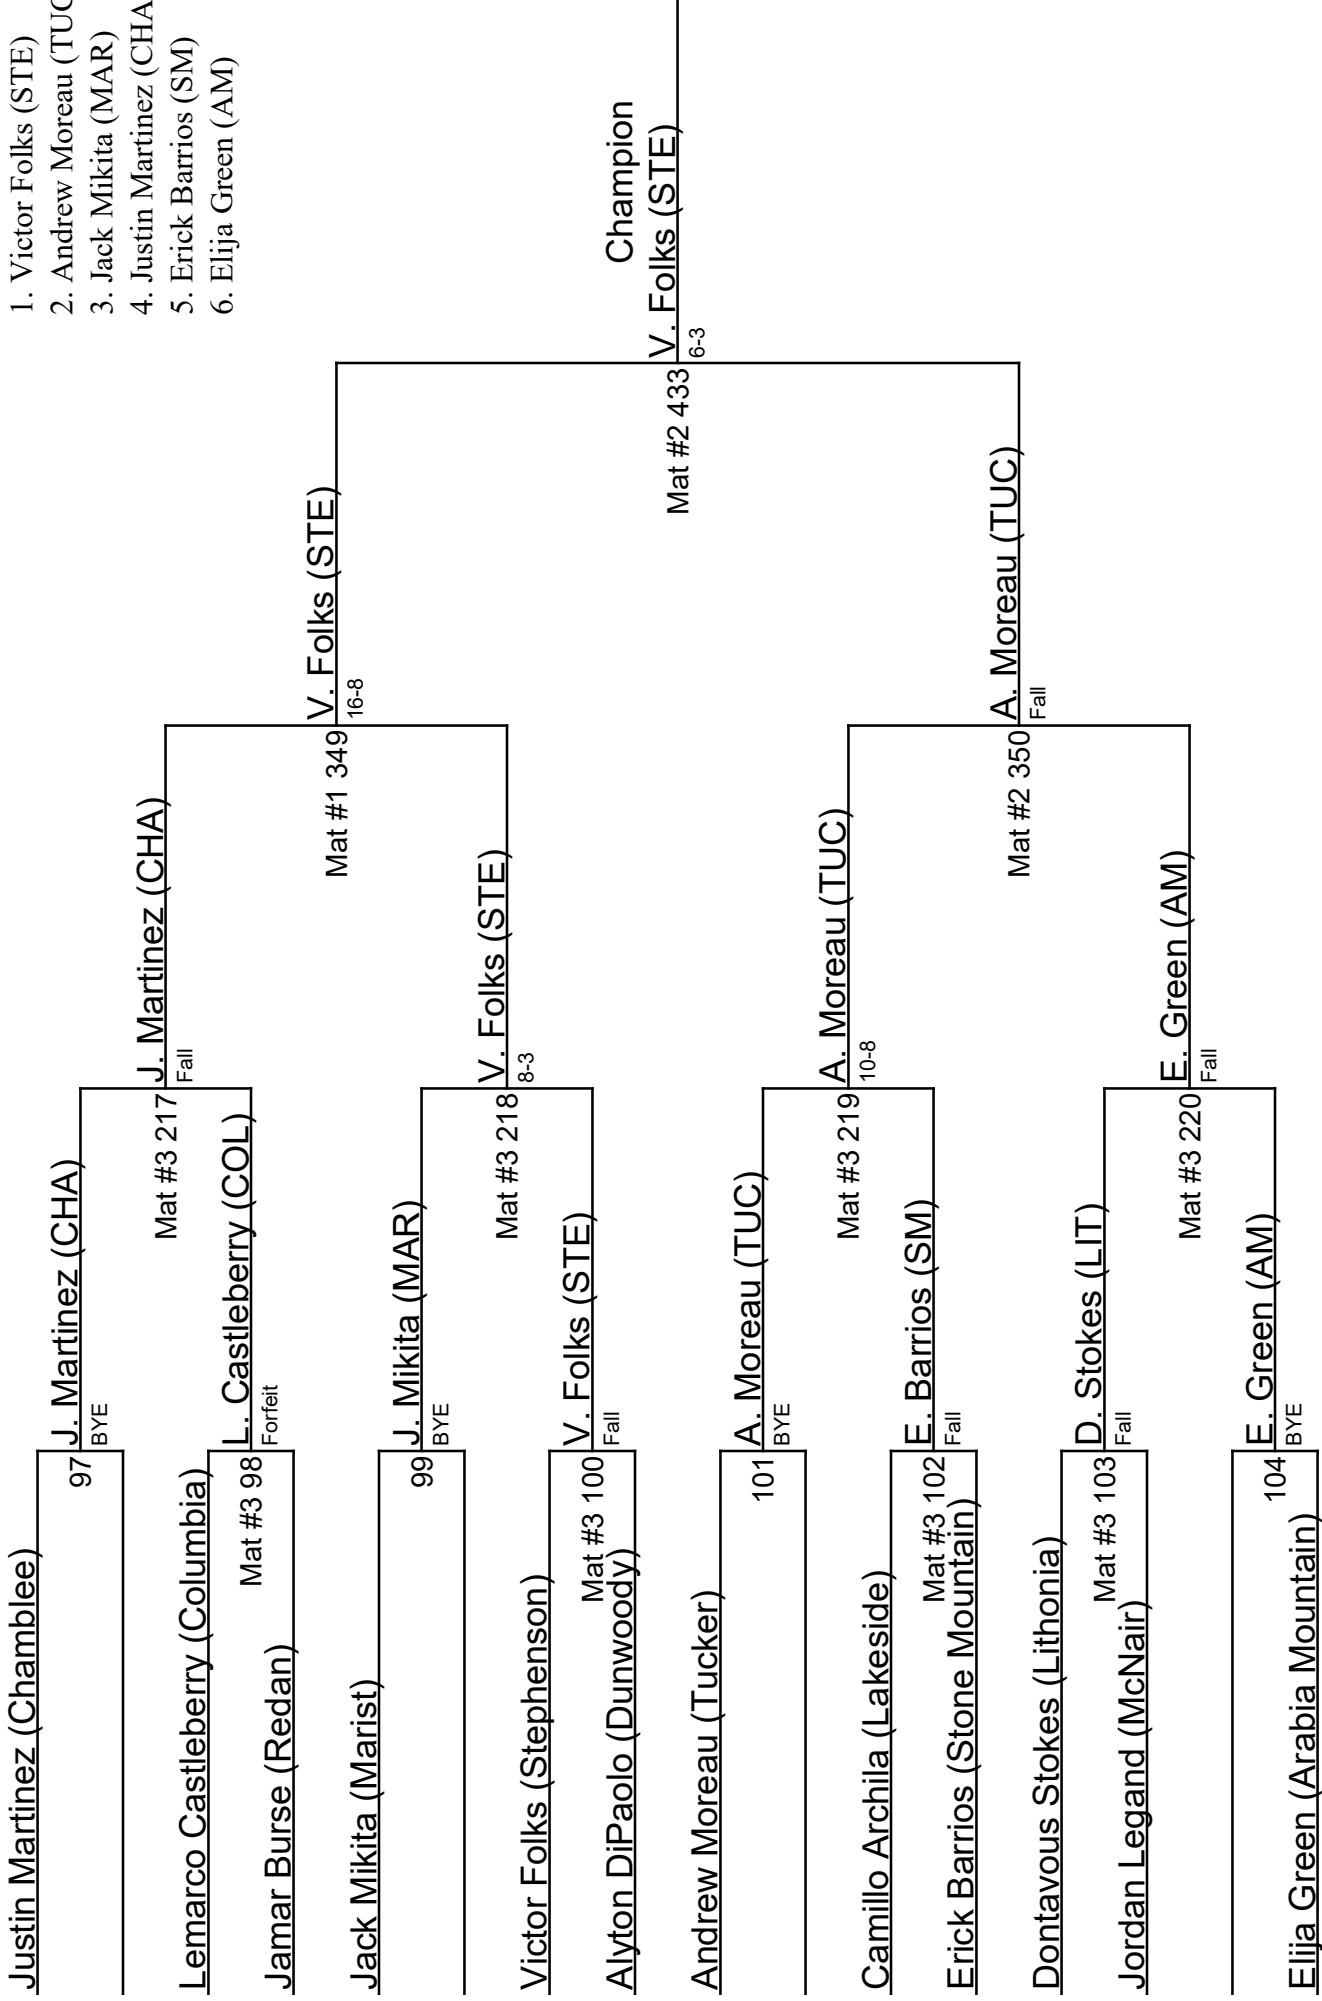 1. Victor Folks (STE)
2. Andrew Moreau (TUC
3. Jack Mikita (MAR)
4. Justin Martinez (CHA
5. Erick Barrios (SM)
6. Elija Green (AM)
Justin Martinez (Chamblee)
97
J. Martinez (CHA)
BYE
Lemarco Castleberry (Columbia)
Mat #3 98
Jamar Burse (Redan)
L. Castleberry (COL)
Forfeit
Jack Mikita (Marist)
99
J. Mikita (MAR)
BYE
Victor Folks (Stephenson)
Mat #3 100
Alyton DiPaolo (Dunwoody)
V. Folks (STE)
Fall
Andrew Moreau (Tucker)
101
A. Moreau (TUC)
BYE
Camillo Archila (Lakeside)
Mat #3 102
Erick Barrios (Stone Mountain)
E. Barrios (SM)
Fall
Dontavous Stokes (Lithonia)
Mat #3 103
Jordan Legand (McNair)
D. Stokes (LIT)
Fall
104
Elija Green (Arabia Mountain)
E. Green (AM)
BYE
Mat #3 217
J. Martinez (CHA)
Fall
Mat #3 218
V. Folks (STE)
8-3
Mat #3 219
A. Moreau (TUC)
10-8
Mat #3 220
E. Green (AM)
Fall
Mat #1 349
V. Folks (STE)
16-8
Mat #2 350
A. Moreau (TUC)
Fall
Mat #2 433
Champion
V. Folks (STE)
6-3